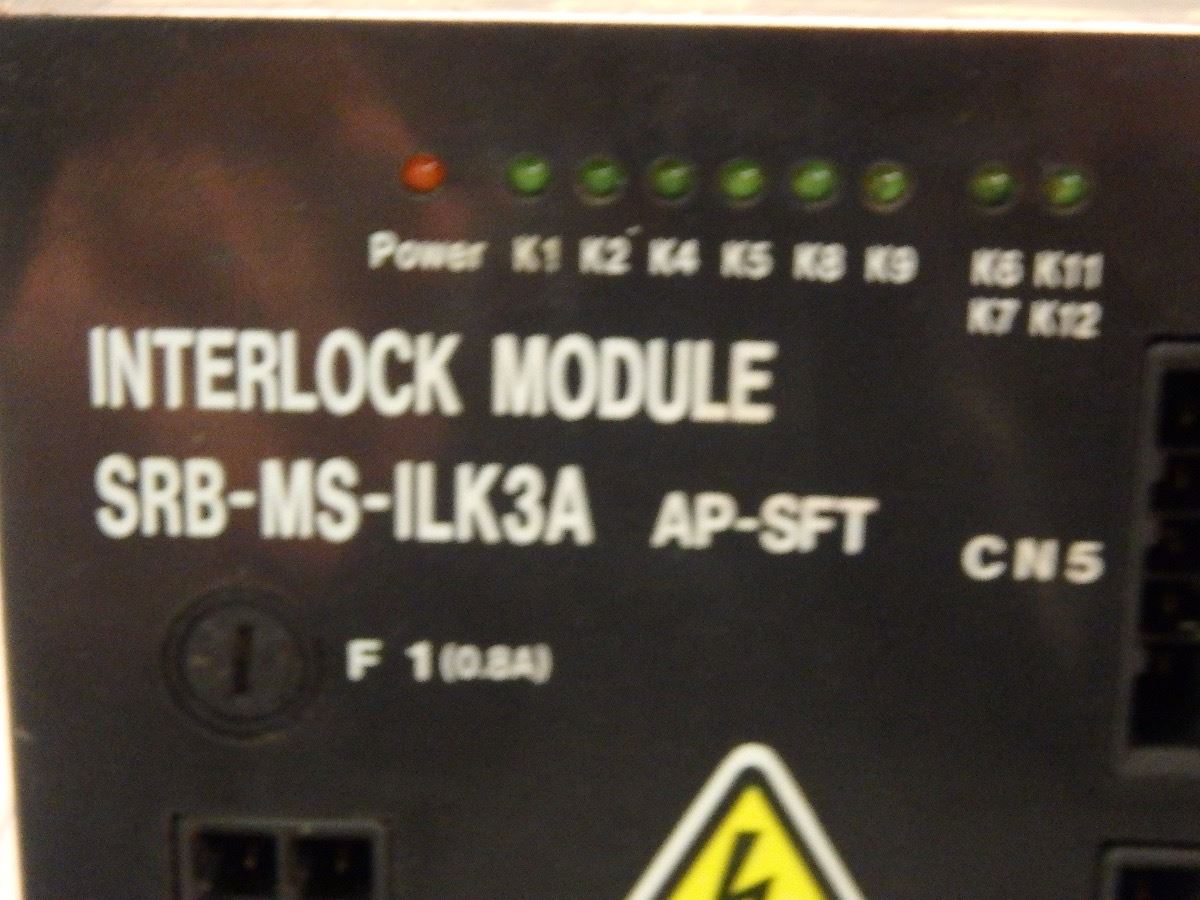 Power K1 K2 K4 K5 K8 K9 K6 K11
K7 K12
INTERLOCK MODULE
SRB-MS-ILK3A AP-SFT
CN5
F 1 (0.8A)